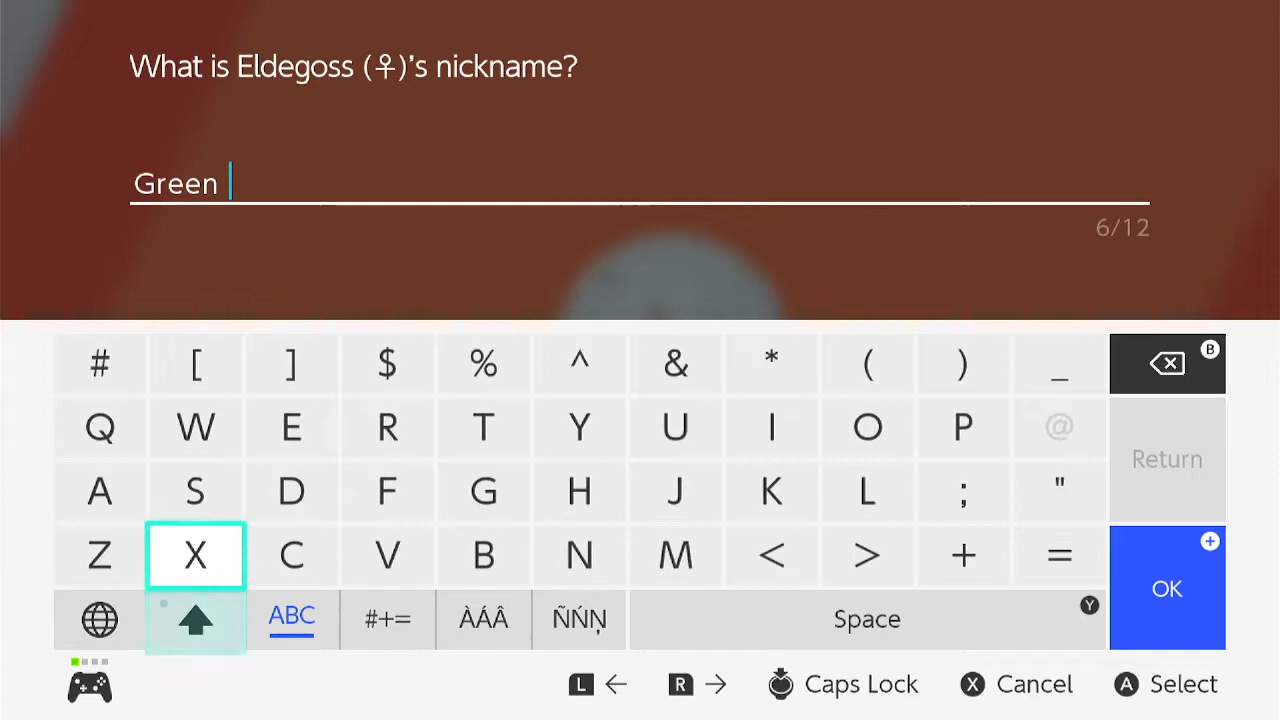 What is Eldegoss (♀)'s nickname?
Green
6/12
# [ ] $ % ^ & * ( ) _ B
Q W E R T Y U I O P @
A S D F G H J K L ; " Return
Z X C V B N M < > + = +
OK
ABC #+= ÀÁÂ ÑŃŅ Space Y
L ← R → Caps Lock X Cancel A Select